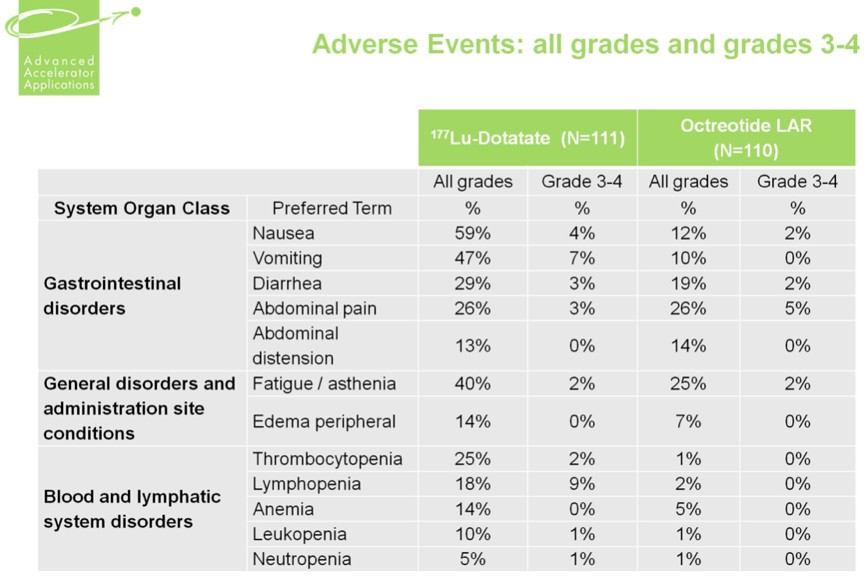 Advanced
Accelerator
Applications
Adverse Events: all grades and grades 3-4
¹⁷⁷Lu-Dotatate (N=111) Octreotide LAR
(N=110)
All grades Grade 3-4 All grades Grade 3-4
System Organ Class Preferred Term % % % %
Gastrointestinal
disorders
Nausea 59% 4% 12% 2%
Vomiting 47% 7% 10% 0%
Diarrhea 29% 3% 19% 2%
Abdominal pain 26% 3% 26% 5%
Abdominal
distension 13% 0% 14% 0%
General disorders and
administration site
conditions
Fatigue / asthenia 40% 2% 25% 2%
Edema peripheral 14% 0% 7% 0%
Blood and lymphatic
system disorders
Thrombocytopenia 25% 2% 1% 0%
Lymphopenia 18% 9% 2% 0%
Anemia 14% 0% 5% 0%
Leukopenia 10% 1% 1% 0%
Neutropenia 5% 1% 1% 0%